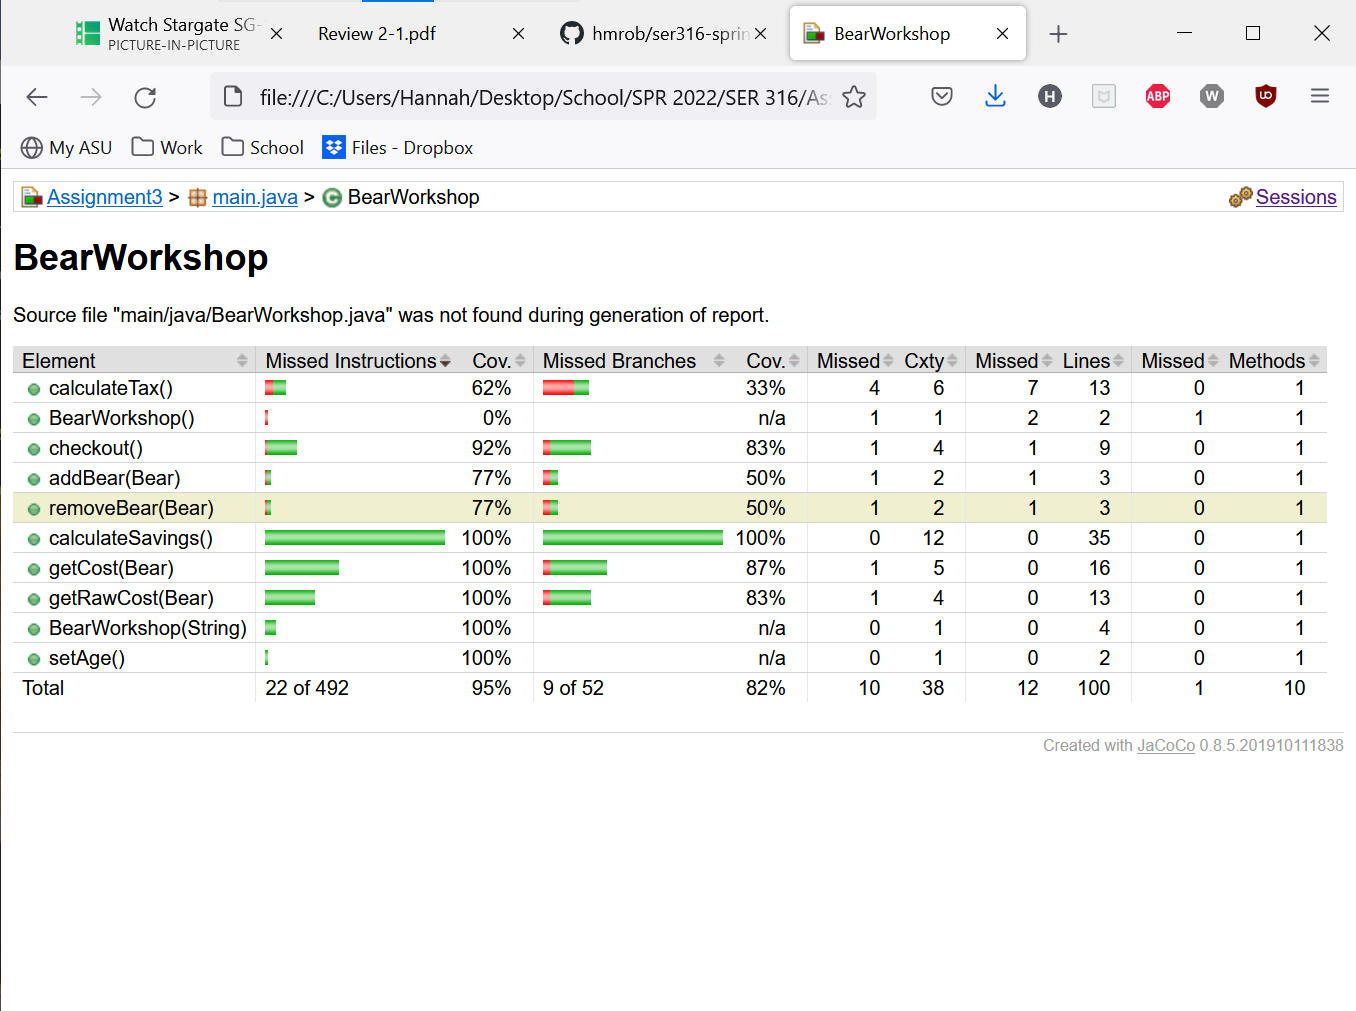 Watch Stargate SG-
PICTURE-IN-PICTURE
Review 2-1.pdf
hmrob/ser316-sprin
BearWorkshop
file:///C:/Users/Hannah/Desktop/School/SPR 2022/SER 316/As
H
ABP
W
My ASU Work School Files - Dropbox
Assignment3 > main.java > C BearWorkshop Sessions
BearWorkshop
Source file "main/java/BearWorkshop.java" was not found during generation of report.
Element Missed Instructions Cov. Missed Branches Cov. Missed Cxty Missed Lines Missed Methods
calculateTax() 62% 33% 4 6 7 13 0 1
BearWorkshop() 0% n/a 1 1 2 2 1 1
checkout() 92% 83% 1 4 1 9 0 1
addBear(Bear) 77% 50% 1 2 1 3 0 1
removeBear(Bear) 77% 50% 1 2 1 3 0 1
calculateSavings() 100% 100% 0 12 0 35 0 1
getCost(Bear) 100% 87% 1 5 0 16 0 1
getRawCost(Bear) 100% 83% 1 4 0 13 0 1
BearWorkshop(String) 100% n/a 0 1 0 4 0 1
setAge() 100% n/a 0 1 0 2 0 1
Total 22 of 492 95% 9 of 52 82% 10 38 12 100 1 10
Created with JaCoCo 0.8.5.201910111838